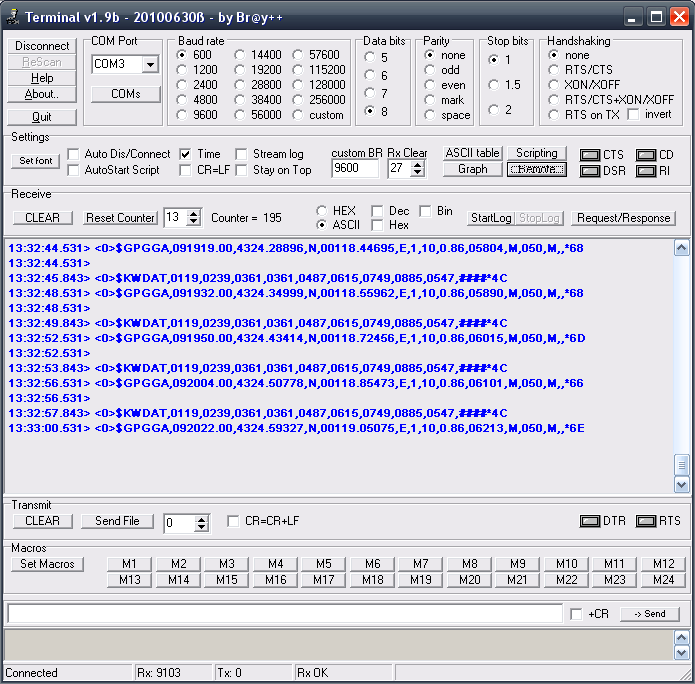 Terminal v1.9b - 20100630ß - by Br@y++
Disconnect
ReScan
Help
About..
Quit
COM Port
COM3
COMs
Baud rate
600 14400 57600
1200 19200 115200
2400 28800 128000
4800 38400 256000
9600 56000 custom
Data bits
5
6
7
8
Parity
none
odd
even
mark
space
Stop bits
1
1.5
2
Handshaking
none
RTS/CTS
XON/XOFF
RTS/CTS+XON/XOFF
RTS on TX invert
Settings
Set font
Auto Dis/Connect Time Stream log
AutoStart Script CR=LF Stay on Top
custom BR Rx Clear
9600 27
ASCII table Scripting
Graph Remote
CTS CD
DSR RI
Receive
CLEAR Reset Counter 13 Counter = 195
HEX Dec Bin
ASCII Hex
StartLog StopLog Request/Response
13:32:44.531> <0>$GPGGA,091919.00,4324.28896,N,00118.44695,E,1,10,0.86,05804,M,050,M,,*68
13:32:44.531>
13:32:45.843> <0>$KWDAT,0119,0239,0361,0361,0487,0615,0749,0885,0547,####*4C
13:32:48.531> <0>$GPGGA,091932.00,4324.34999,N,00118.55962,E,1,10,0.86,05890,M,050,M,,*68
13:32:48.531>
13:32:49.843> <0>$KWDAT,0119,0239,0361,0361,0487,0615,0749,0885,0547,####*4C
13:32:52.531> <0>$GPGGA,091950.00,4324.43414,N,00118.72456,E,1,10,0.86,06015,M,050,M,,*6D
13:32:52.531>
13:32:53.843> <0>$KWDAT,0119,0239,0361,0361,0487,0615,0749,0885,0547,####*4C
13:32:56.531> <0>$GPGGA,092004.00,4324.50778,N,00118.85473,E,1,10,0.86,06101,M,050,M,,*66
13:32:56.531>
13:32:57.843> <0>$KWDAT,0119,0239,0361,0361,0487,0615,0749,0885,0547,####*4C
13:33:00.531> <0>$GPGGA,092022.00,4324.59327,N,00119.05075,E,1,10,0.86,06213,M,050,M,,*6E
Transmit
CLEAR Send File 0 CR=CR+LF DTR RTS
Macros
Set Macros M1 M2 M3 M4 M5 M6 M7 M8 M9 M10 M11 M12
M13 M14 M15 M16 M17 M18 M19 M20 M21 M22 M23 M24
+CR -> Send
Connected Rx: 9103 Tx: 0 Rx OK